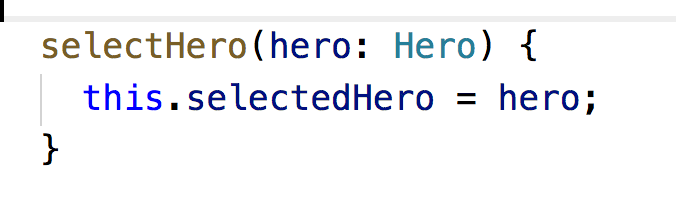 selectHero(hero: Hero) {
  this.selectedHero = hero;
}